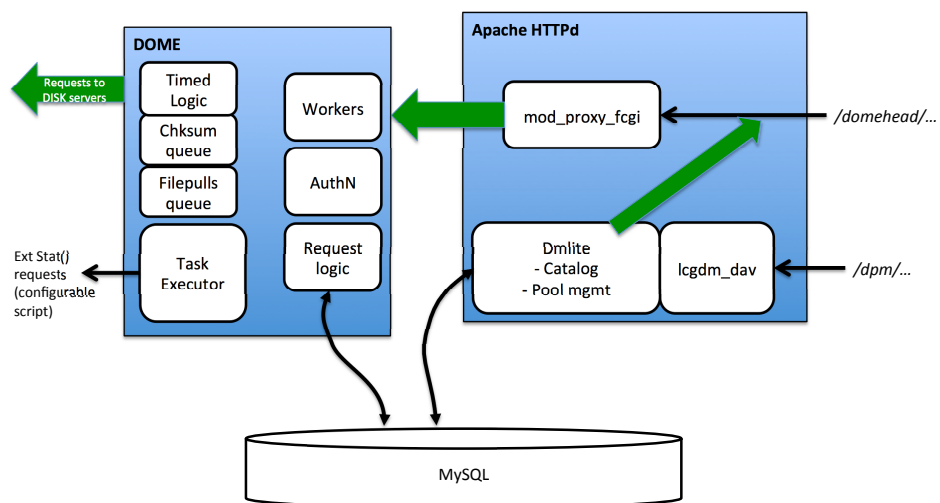 DOME
Apache HTTPd
Requests to
DISK servers
Timed
Logic
Chksum
queue
Filepulls
queue
Task
Executor
Workers
AuthN
Request
logic
mod_proxy_fcgi
/domehead/...
Dmlite
- Catalog
- Pool mgmt
lcgdm_dav
/dpm/...
Ext Stat()
requests
(configurable
script)
MySQL